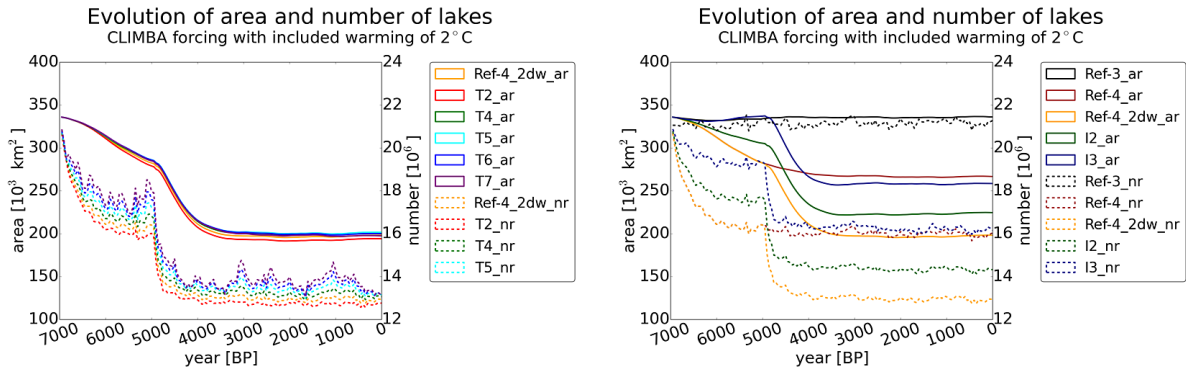 Evolution of area and number of lakes
CLIMBA forcing with included warming of 2°C
400
350
300
250
200
150
100
area [10³ km²]
24
22
20
18
16
14
12
number [10⁶]
7000
6000
5000
4000
3000
2000
1000
0
year [BP]
Ref-4_2dw_ar
T2_ar
T4_ar
T5_ar
T6_ar
T7_ar
Ref-4_2dw_nr
T2_nr
T4_nr
T5_nr
Evolution of area and number of lakes
CLIMBA forcing with included warming of 2°C
400
350
300
250
200
150
100
area [10³ km²]
24
22
20
18
16
14
12
number [10⁶]
7000
6000
5000
4000
3000
2000
1000
0
year [BP]
Ref-3_ar
Ref-4_ar
Ref-4_2dw_ar
I2_ar
I3_ar
Ref-3_nr
Ref-4_nr
Ref-4_2dw_nr
I2_nr
I3_nr